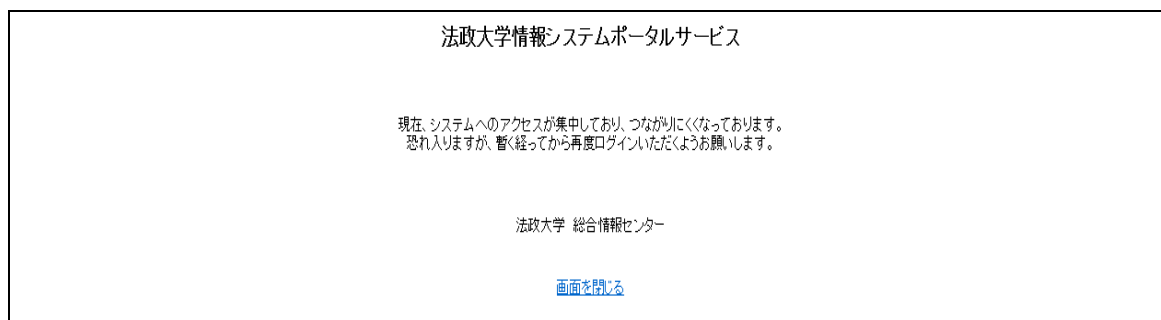 法政大学情報システムポータルサービス
現在、システムへのアクセスが集中しており、つながりにくくなっております。
恐れ入りますが、暫く経ってから再度ログインいただくようお願いします。
法政大学 総合情報センター
画面を閉じる